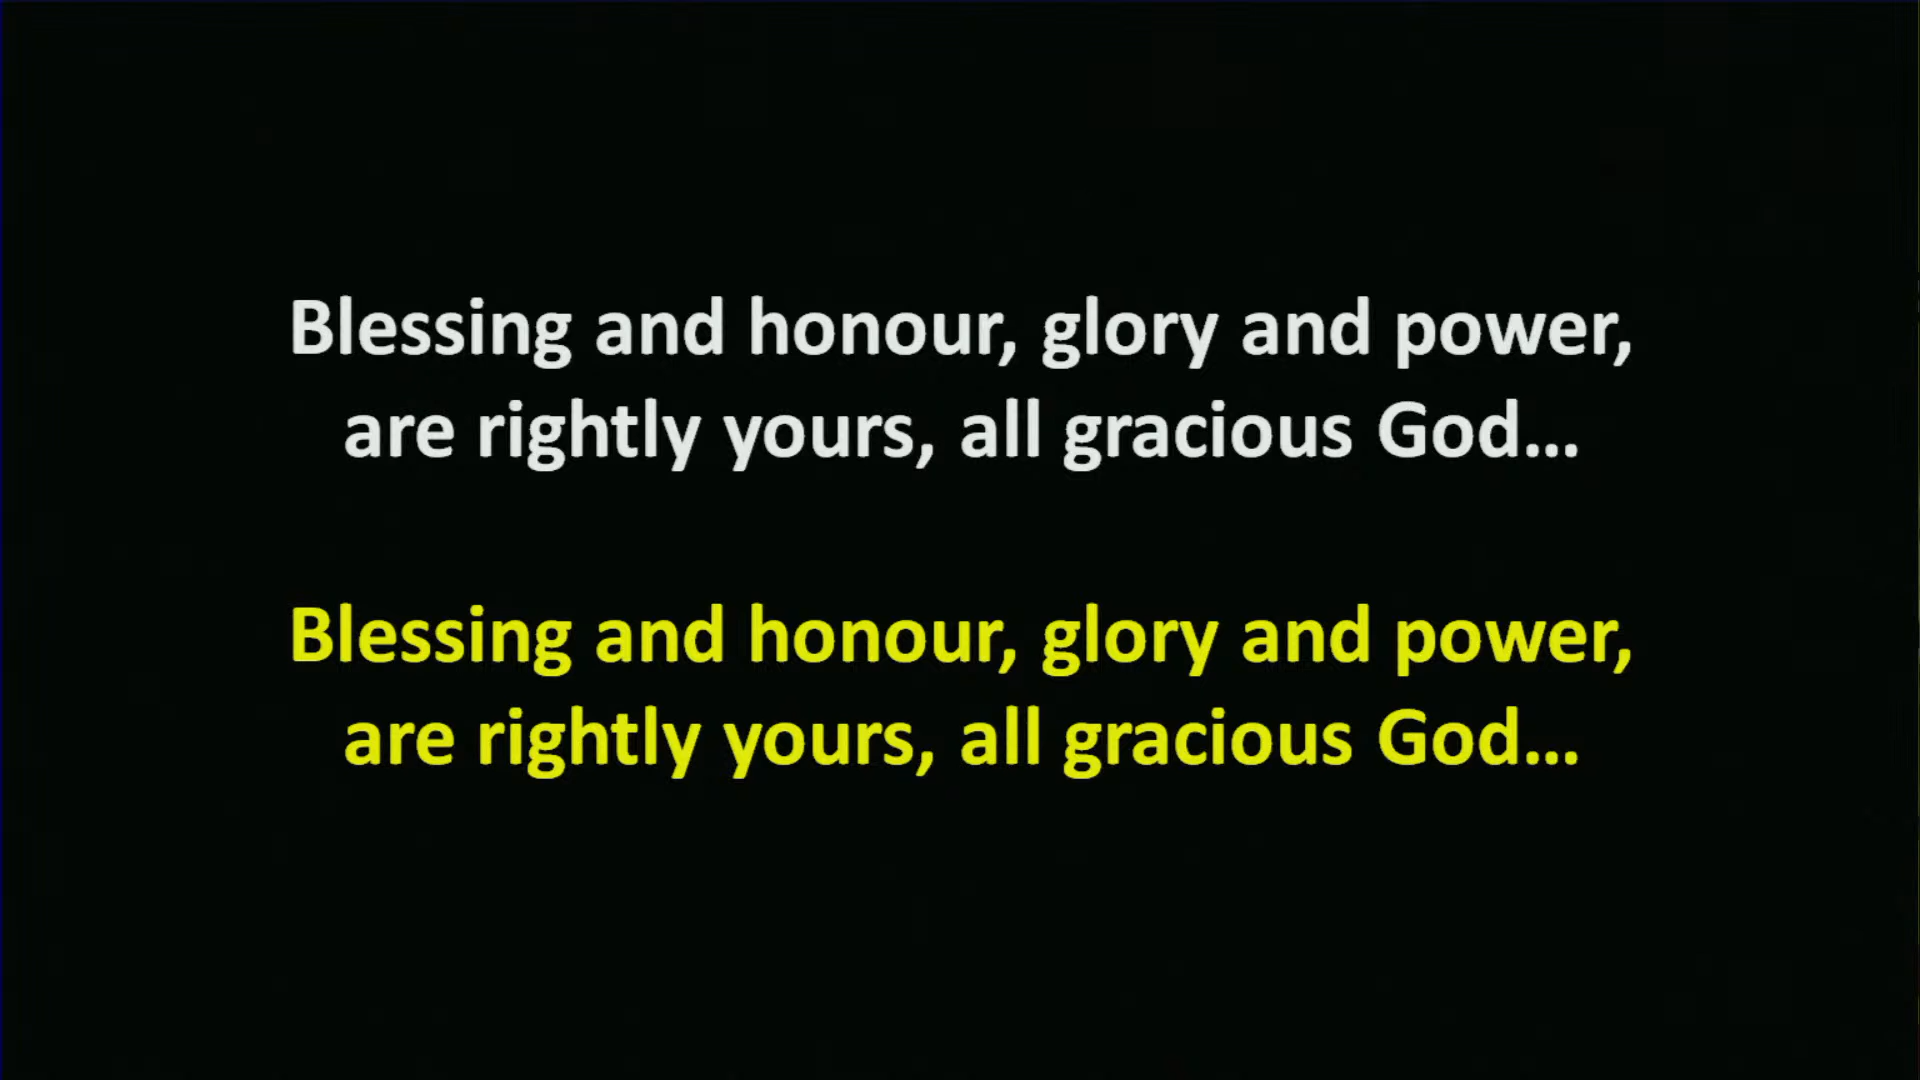 Blessing and honour, glory and power,
are rightly yours, all gracious God...
Blessing and honour, glory and power,
are rightly yours, all gracious God...